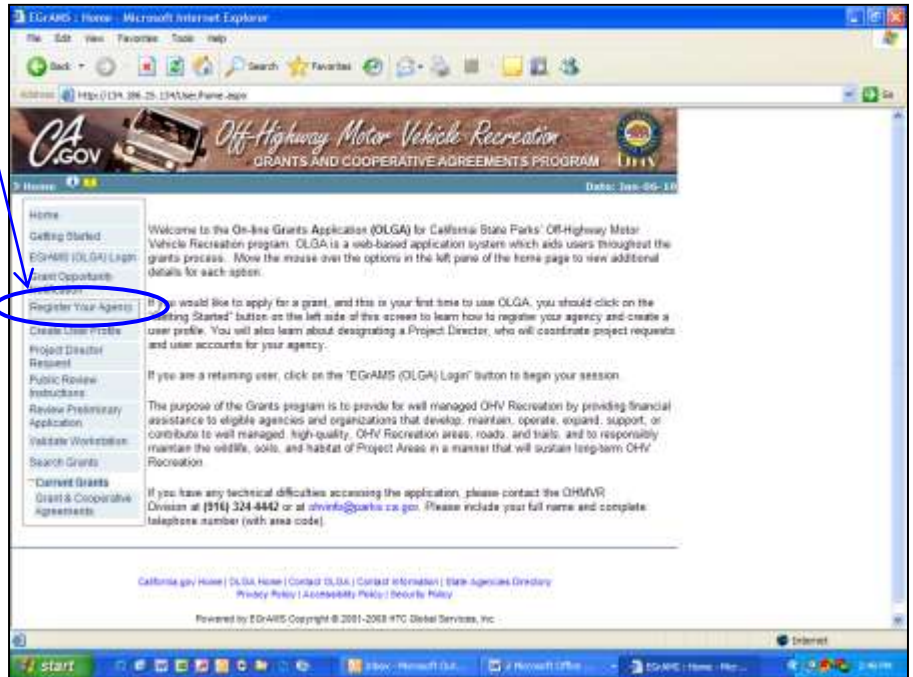 EGrAMS : Home - Microsoft Internet Explorer
File Edit View Favorites Tools Help
Back Search Favorites
Address Go
CA.GOV
Off-Highway Motor Vehicle Recreation
GRANTS AND COOPERATIVE AGREEMENTS PROGRAM
OHV
Home
Date: Jan-06-10
Home
Getting Started
EGrAMS (OLGA) Login
Grant Opportunity
Register Your Agency
Create User Profile
Project Director
Request
Public Review
Instructions
Review Preliminary
Application
Validate Workstation
Search Grants
Current Grants
Grant & Cooperative
Agreements
Welcome to the On-line Grants Application (OLGA) for California State Parks' Off-Highway Motor
Vehicle Recreation program. OLGA is a web-based application system which aids users throughout the
grants process. Move the mouse over the options in the left pane of the home page to view additional
details for each option.
If you would like to apply for a grant, and this is your first time to use OLGA, you should click on the
"Getting Started" button on the left side of this screen to learn how to register your agency and create a
user profile. You will also learn about designating a Project Director, who will coordinate project requests
and user accounts for your agency.
If you are a returning user, click on the "EGrAMS (OLGA) Login" button to begin your session.
The purpose of the Grants program is to provide for well managed OHV Recreation by providing financial
assistance to eligible agencies and organizations that develop, maintain, operate, expand, support, or
contribute to well managed, high-quality, OHV Recreation areas, roads, and trails, and to responsibly
maintain the wildlife, soils, and habitat of Project Areas in a manner that will sustain long-term OHV
Recreation.
If you have any technical difficulties accessing the application, please contact the OHMVR
Division at (916) 324-4442 or at ohvinfo@parks.ca.gov. Please include your full name and complete
telephone number (with area code).
California.gov Home | OLGA Home | Contact OLGA | Contact Information | State Agencies Directory
Privacy Policy | Accessibility Policy | Security Policy
Powered by EGrAMS Copyright © 2001-2008 HTC Global Services, Inc
Internet
start
Inbox - Microsoft Out...
2 Microsoft Office ...
EGrAMS : Home - Micr...